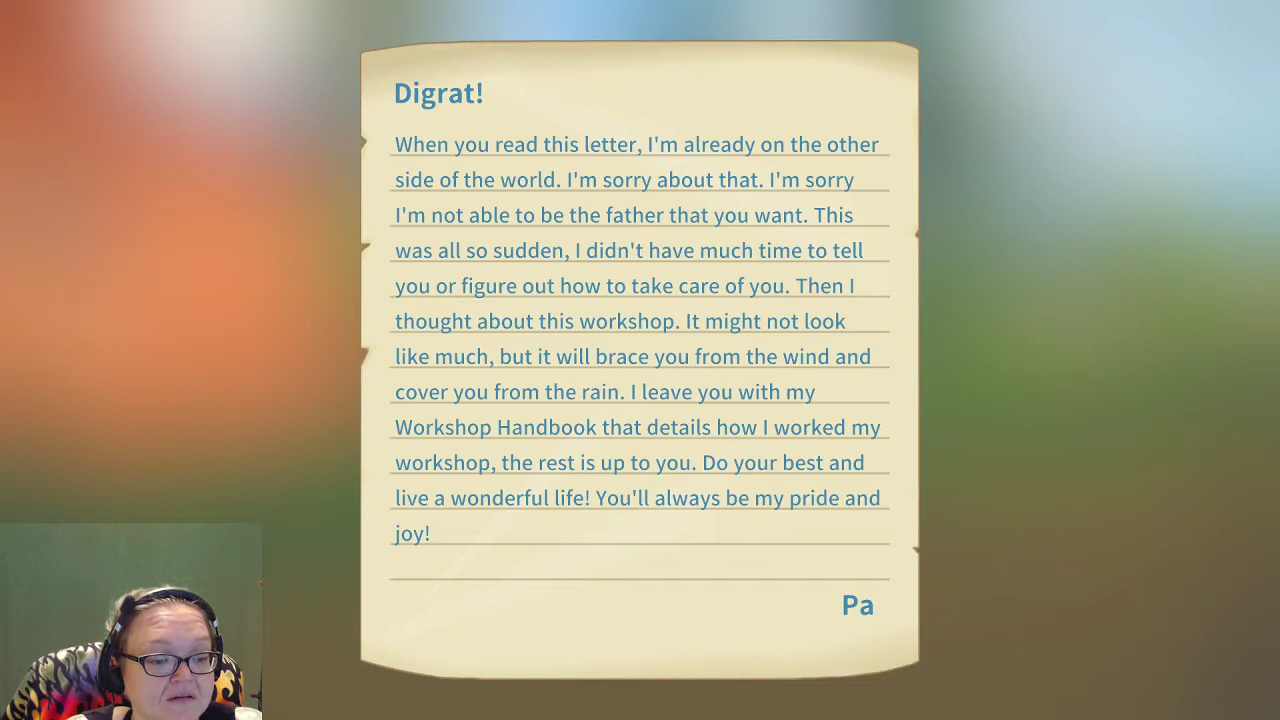 Digrat!
When you read this letter, I'm already on the other
side of the world. I'm sorry about that. I'm sorry
I'm not able to be the father that you want. This
was all so sudden, I didn't have much time to tell
you or figure out how to take care of you. Then I
thought about this workshop. It might not look
like much, but it will brace you from the wind and
cover you from the rain. I leave you with my
Workshop Handbook that details how I worked my
workshop, the rest is up to you. Do your best and
live a wonderful life! You'll always be my pride and
joy!
Pa